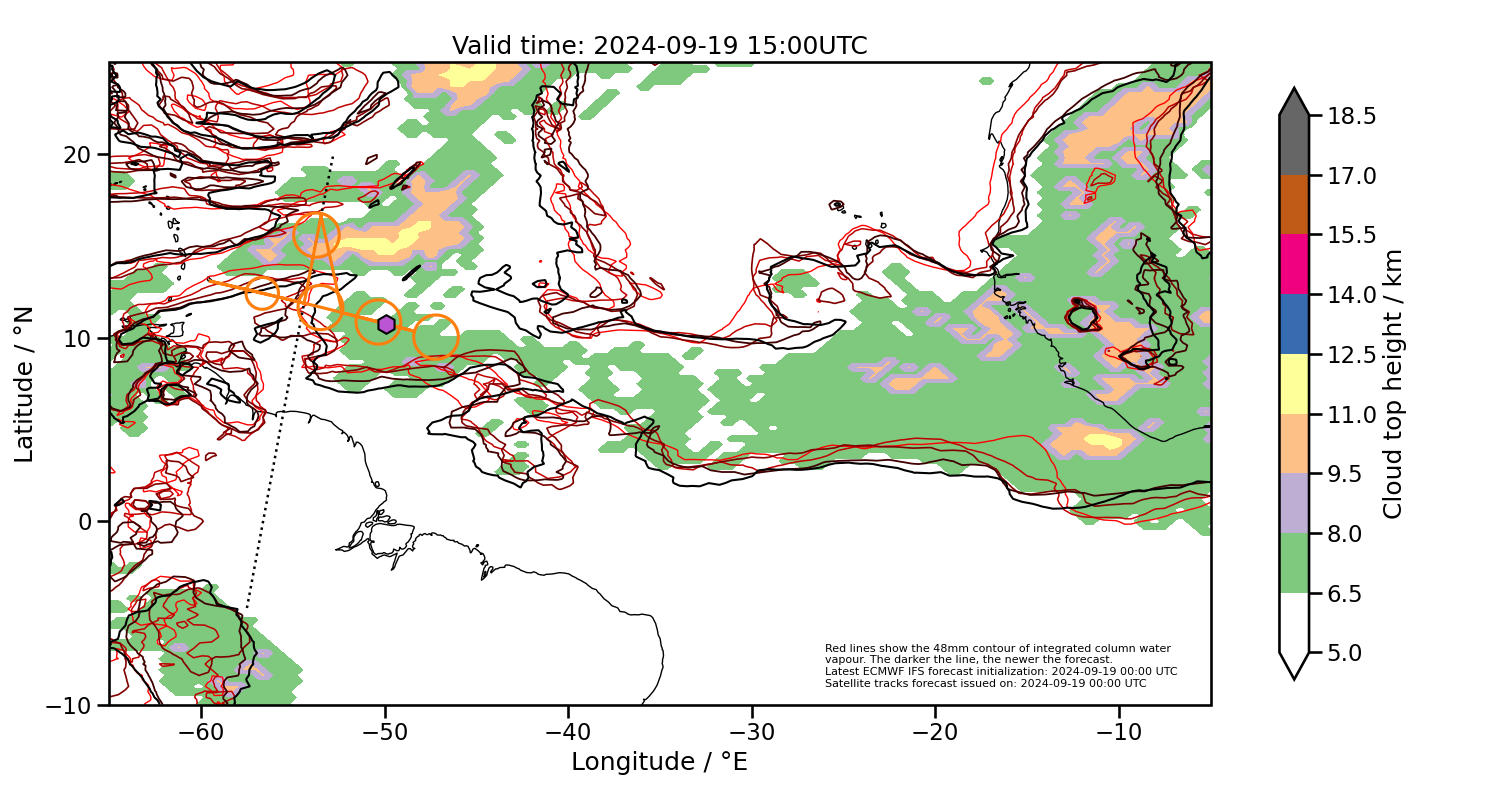 Valid time: 2024-09-19 15:00UTC
20
10
0
−10
Latitude / °N
−60
−50
−40
−30
−20
−10
Longitude / °E
Red lines show the 48mm contour of integrated column water
vapour. The darker the line, the newer the forecast.
Latest ECMWF IFS forecast initialization: 2024-09-19 00:00 UTC
Satellite tracks forecast issued on: 2024-09-19 00:00 UTC
18.5
17.0
15.5
14.0
12.5
11.0
9.5
8.0
6.5
5.0
Cloud top height / km